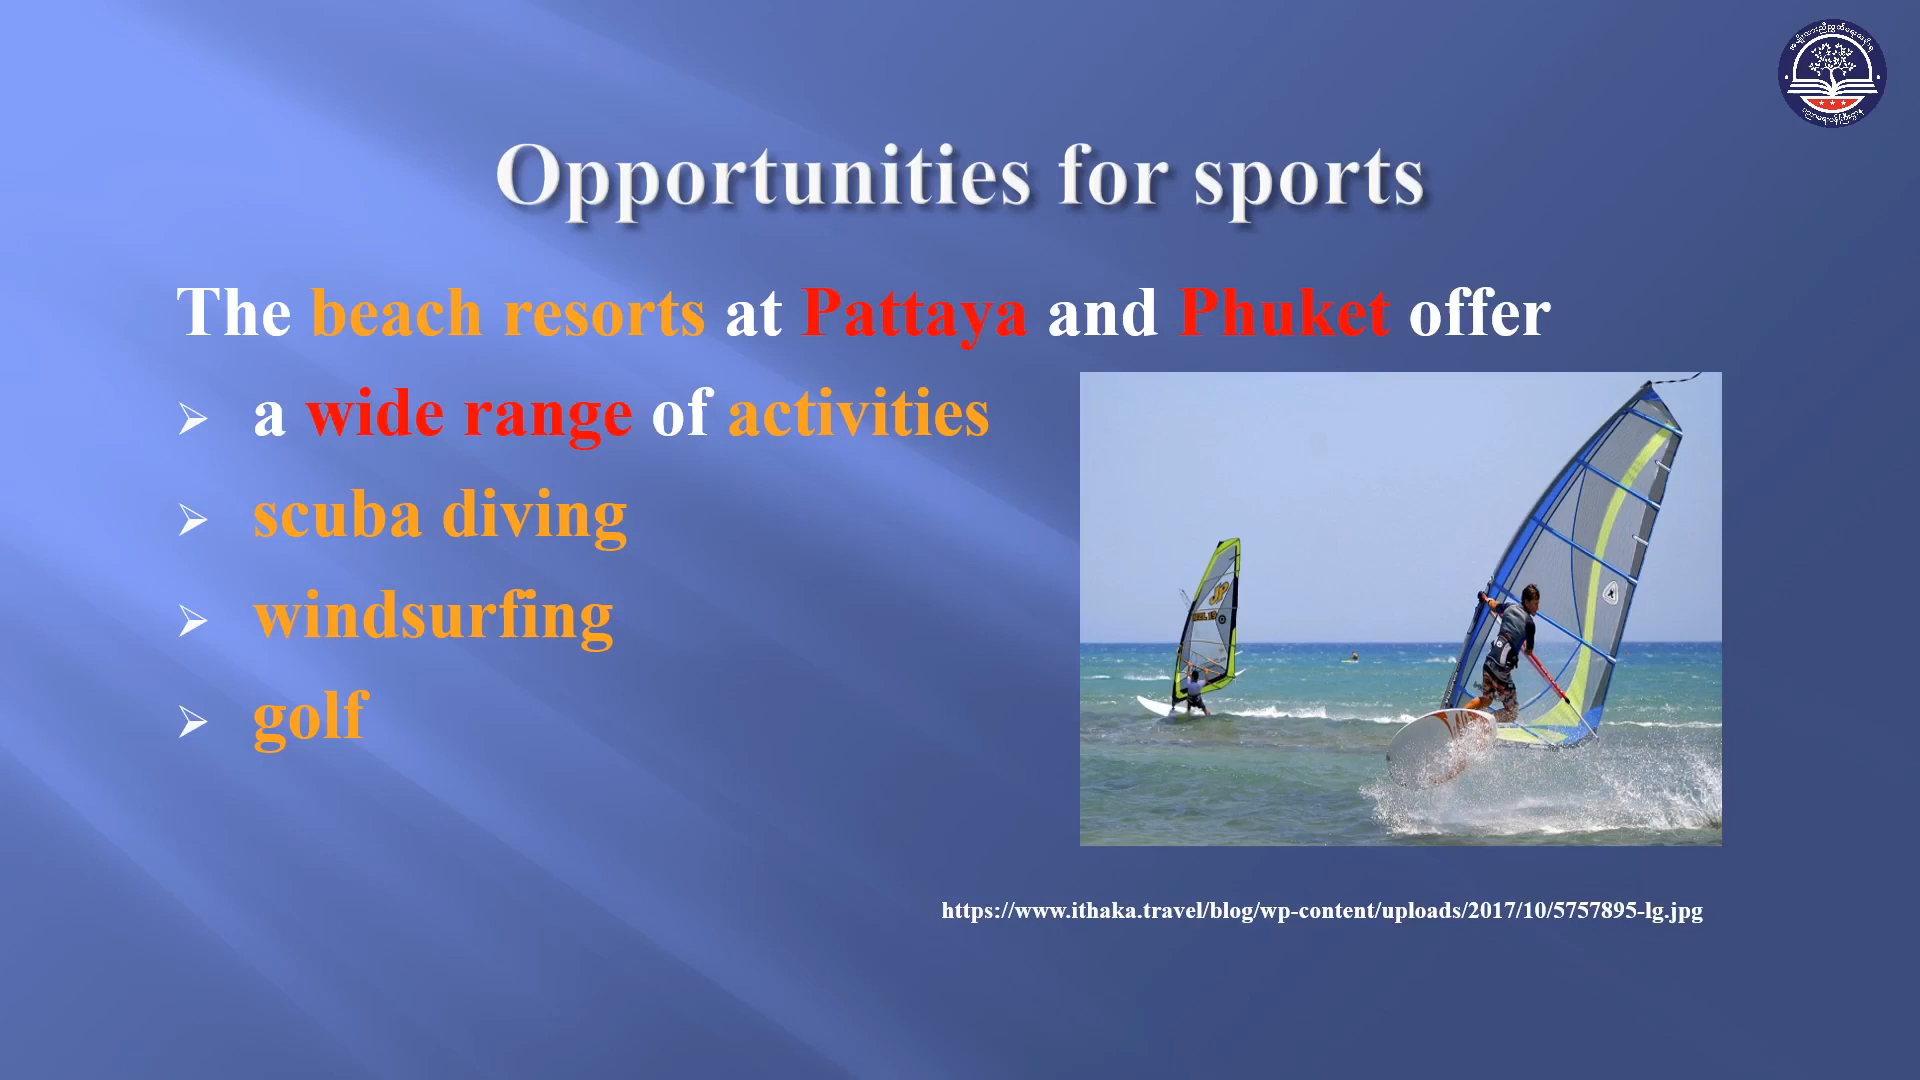 Opportunities for sports
The beach resorts at Pattaya and Phuket offer
➢ a wide range of activities
➢ scuba diving
➢ windsurfing
➢ golf
https://www.ithaka.travel/blog/wp-content/uploads/2017/10/5757895-lg.jpg